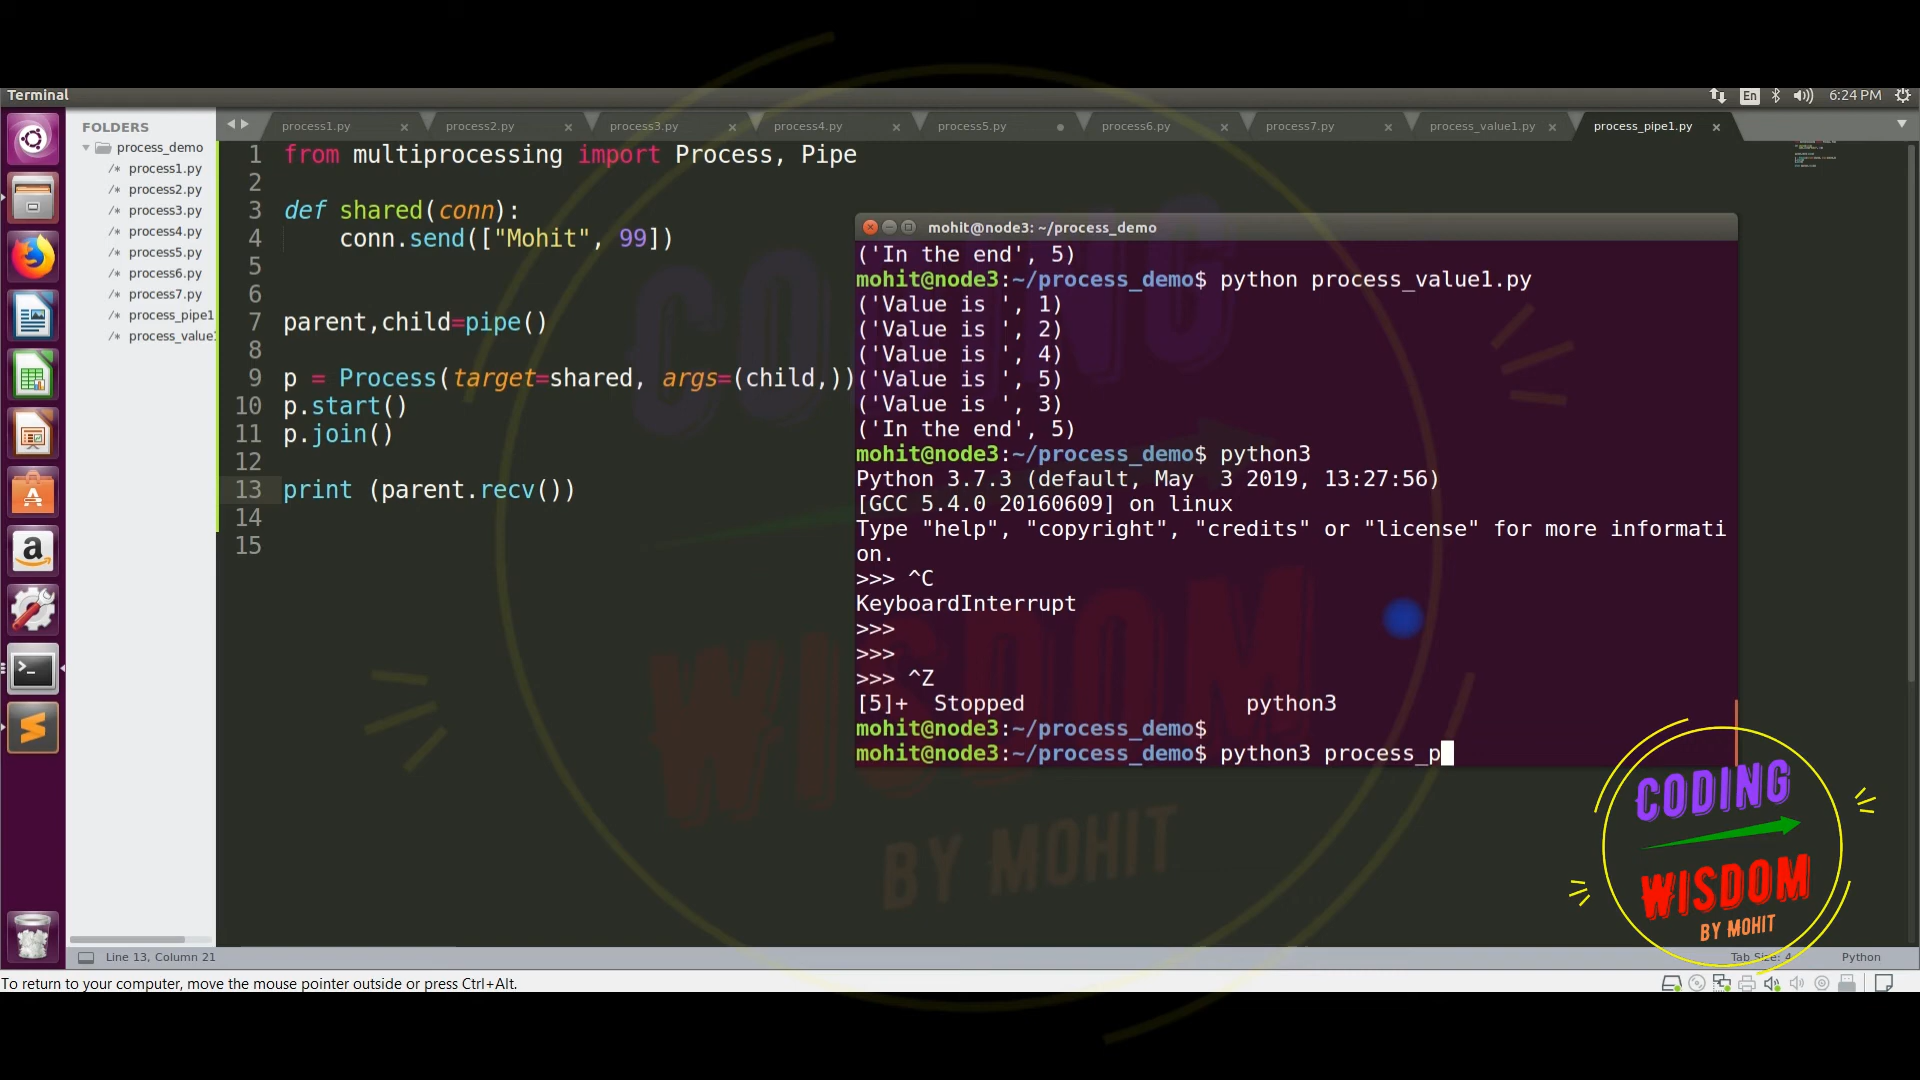 Terminal
En
6:24 PM
FOLDERS
process_demo
/* process1.py
/* process2.py
/* process3.py
/* process4.py
/* process5.py
/* process6.py
/* process7.py
/* process_pipe1
/* process_value
process1.py
process2.py
process3.py
process4.py
process5.py
process6.py
process7.py
process_value1.py
process_pipe1.py
1 from multiprocessing import Process, Pipe
2
3 def shared(conn):
4 conn.send(["Mohit", 99])
5
6
7 parent,child=pipe()
8
9 p = Process(target=shared, args=(child,))
10 p.start()
11 p.join()
12
13 print (parent.recv())
14
15
mohit@node3: ~/process_demo
('In the end', 5)
mohit@node3:~/process_demo$ python process_value1.py
('Value is ', 1)
('Value is ', 2)
('Value is ', 4)
('Value is ', 5)
('Value is ', 3)
('In the end', 5)
mohit@node3:~/process_demo$ python3
Python 3.7.3 (default, May  3 2019, 13:27:56)
[GCC 5.4.0 20160609] on linux
Type "help", "copyright", "credits" or "license" for more informati
on.
>>> ^C
KeyboardInterrupt
>>>
>>>
>>> ^Z
[5]+  Stopped                 python3
mohit@node3:~/process_demo$
mohit@node3:~/process_demo$ python3 process_p
CODING
WISDOM
BY MOHIT
CODING
WISDOM
BY MOHIT
Line 13, Column 21
Tab Size: 4
Python
To return to your computer, move the mouse pointer outside or press Ctrl+Alt.